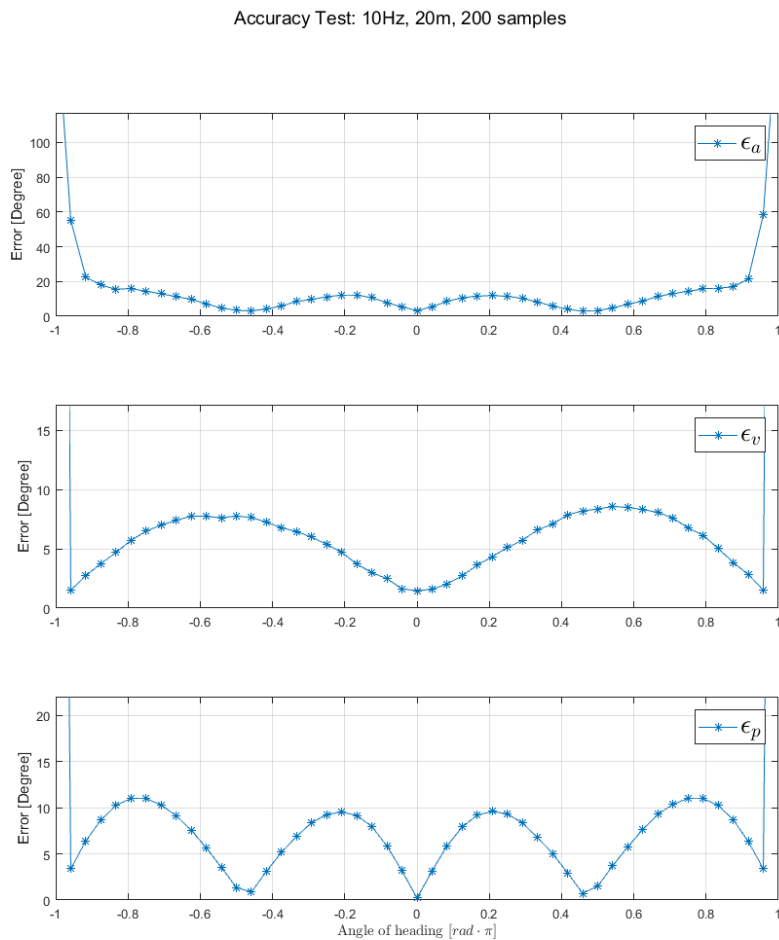 Accuracy Test: 10Hz, 20m, 200 samples
100
80
60
40
20
0
Error [Degree]
ϵ_a
-1 -0.8 -0.6 -0.4 -0.2 0 0.2 0.4 0.6 0.8 1
15
10
5
0
Error [Degree]
ϵ_v
-1 -0.8 -0.6 -0.4 -0.2 0 0.2 0.4 0.6 0.8 1
20
15
10
5
0
Error [Degree]
ϵ_p
-1 -0.8 -0.6 -0.4 -0.2 0 0.2 0.4 0.6 0.8 1
Angle of heading [rad · π]